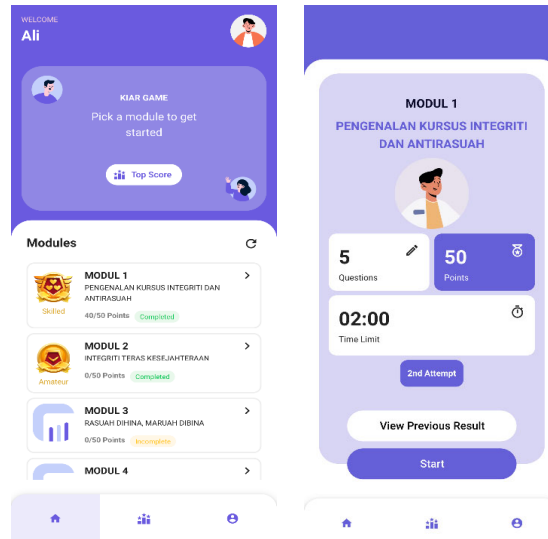 WELCOME
Ali
KIAR GAME
Pick a module to get
started
Top Score
Modules
MODUL 1
PENGENALAN KURSUS INTEGRITI DAN
ANTIRASUAH
Skilled
40/50 Points Completed
MODUL 2
INTEGRITI TERAS KESEJAHTERAAN
Amateur
0/50 Points Completed
MODUL 3
RASUAH DIHINA, MARUAH DIBINA
0/50 Points Incomplete
MODUL 4
MODUL 1
PENGENALAN KURSUS INTEGRITI
DAN ANTIRASUAH
5
Questions
50
Points
02:00
Time Limit
2nd Attempt
View Previous Result
Start